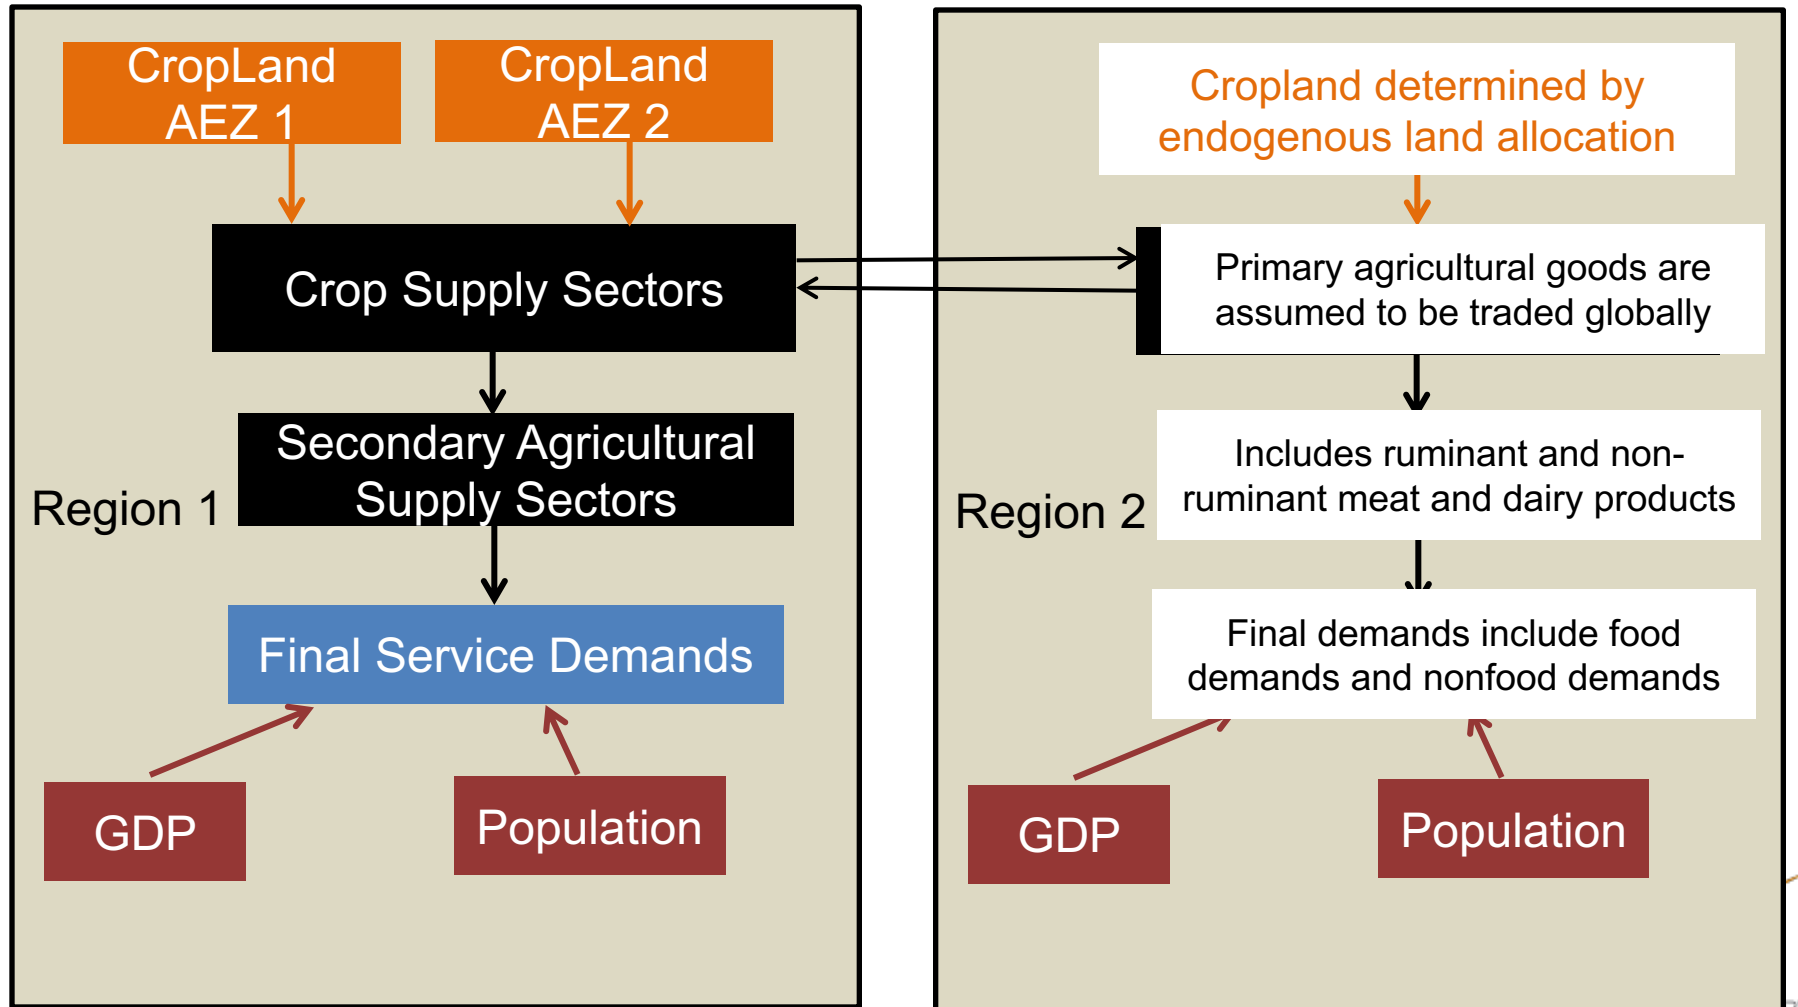 CropLand
AEZ 1
CropLand
AEZ 2
Crop Supply Sectors
Secondary Agricultural
Supply Sectors
Region 1
Final Service Demands
GDP
Population
Cropland determined by
endogenous land allocation
Primary agricultural goods are
assumed to be traded globally
Includes ruminant and non-
ruminant meat and dairy products
Region 2
Final demands include food
demands and nonfood demands
GDP
Population